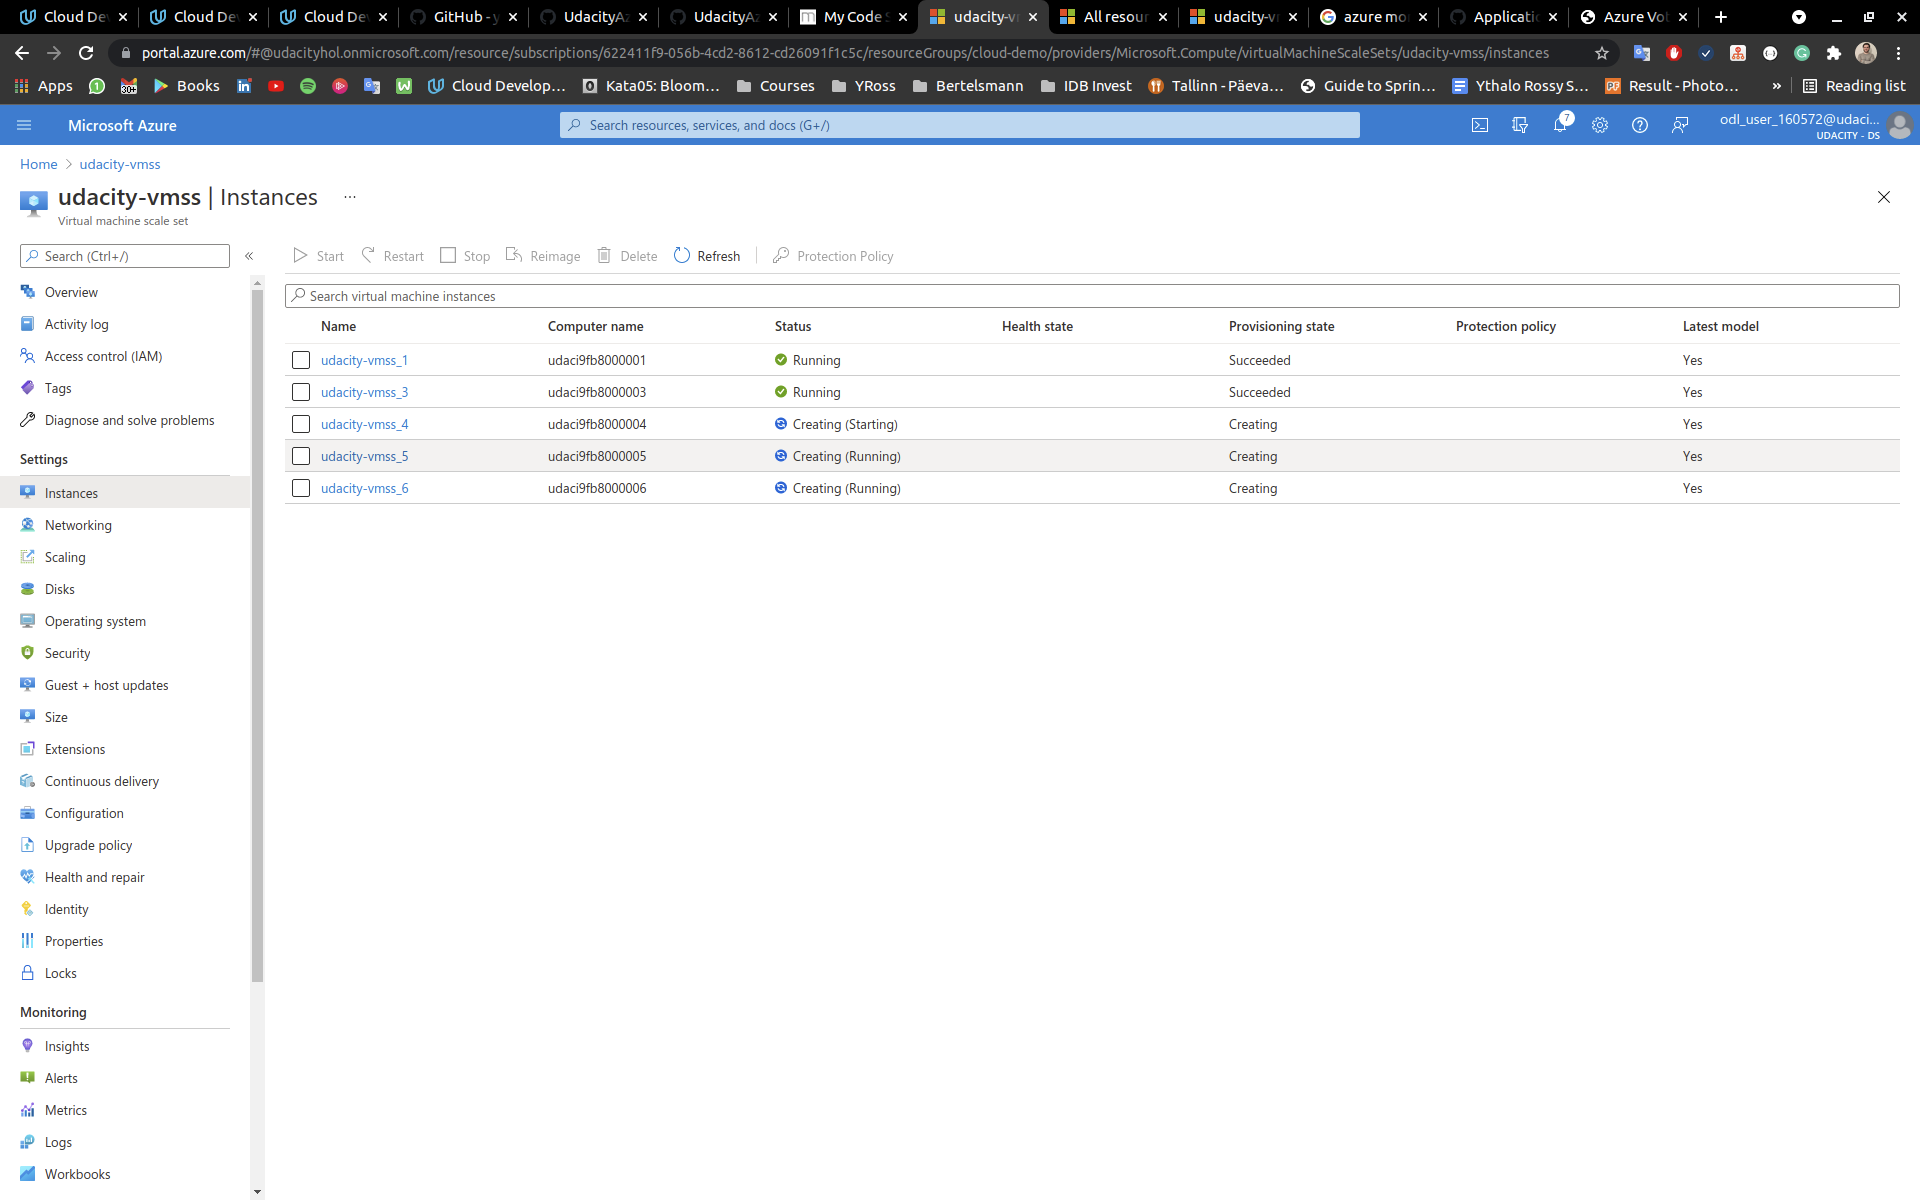 Cloud De
Cloud De
Cloud De
GitHub - y
UdacityAz
UdacityAz
My Code S
udacity-v
All resour
udacity-v
azure mo
Applicatio
Azure Vo
portal.azure.com/#@udacityhol.onmicrosoft.com/resource/subscriptions/622411f9-056b-4cd2-8612-cd26091f1c5c/resourceGroups/cloud-demo/providers/Microsoft.Compute/virtualMachineScaleSets/udacity-vmss/instances
Apps 30+ Books Cloud Develop... Kata05: Bloom... Courses YRoss Bertelsmann IDB Invest Tallinn - Päeva... Guide to Sprin... Ythalo Rossy S... Result - Photo... » Reading list
Microsoft Azure
Search resources, services, and docs (G+/)
7
odl_user_160572@udaci...
UDACITY - DS
Home > udacity-vmss
udacity-vmss | Instances ...
Virtual machine scale set
Search (Ctrl+/) «
Start Restart Stop Reimage Delete Refresh Protection Policy
Search virtual machine instances
Name Computer name Status Health state Provisioning state Protection policy Latest model
udacity-vmss_1 udaci9fb8000001 Running Succeeded Yes
udacity-vmss_3 udaci9fb8000003 Running Succeeded Yes
udacity-vmss_4 udaci9fb8000004 Creating (Starting) Creating Yes
udacity-vmss_5 udaci9fb8000005 Creating (Running) Creating Yes
udacity-vmss_6 udaci9fb8000006 Creating (Running) Creating Yes
Overview
Activity log
Access control (IAM)
Tags
Diagnose and solve problems
Settings
Instances
Networking
Scaling
Disks
Operating system
Security
Guest + host updates
Size
Extensions
Continuous delivery
Configuration
Upgrade policy
Health and repair
Identity
Properties
Locks
Monitoring
Insights
Alerts
Metrics
Logs
Workbooks